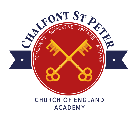 CHALFONT ST PETER
CHURCH OF ENGLAND
ACADEMY